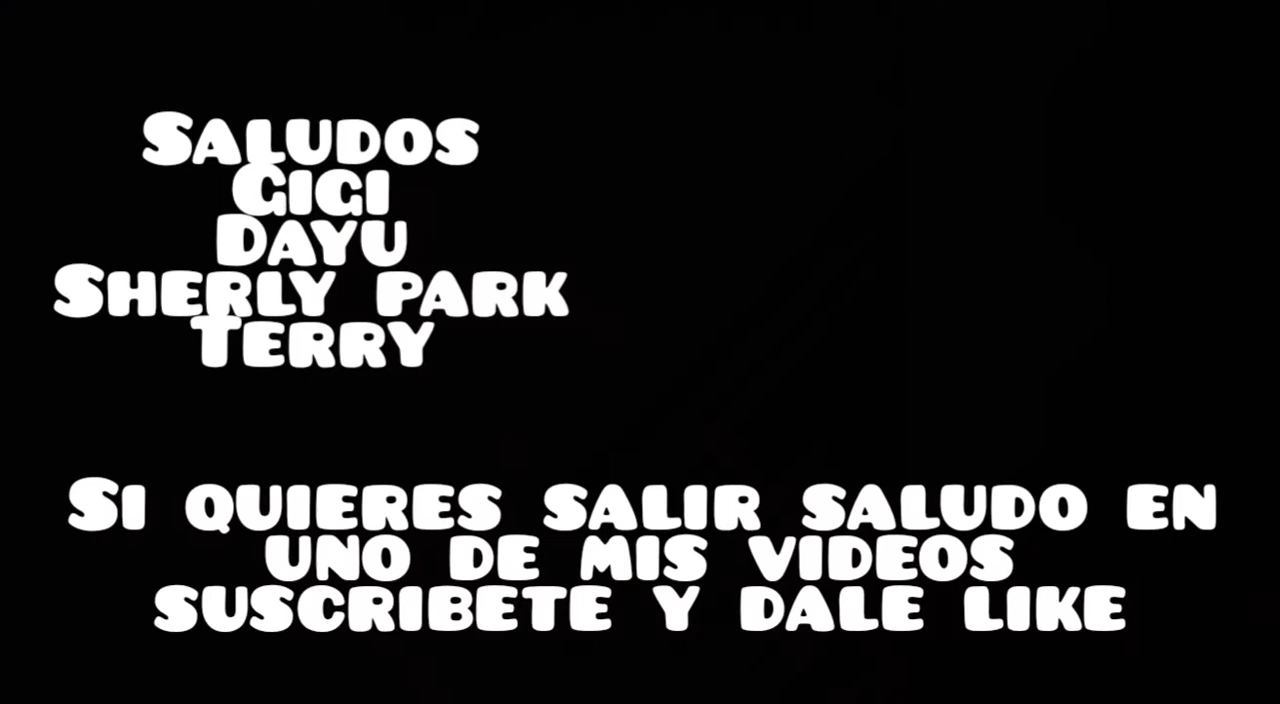 Saludos
Gigi
Dayu
Sherly park
Terry
Si quieres salir saludo en
uno de mis videos
suscribete y dale like